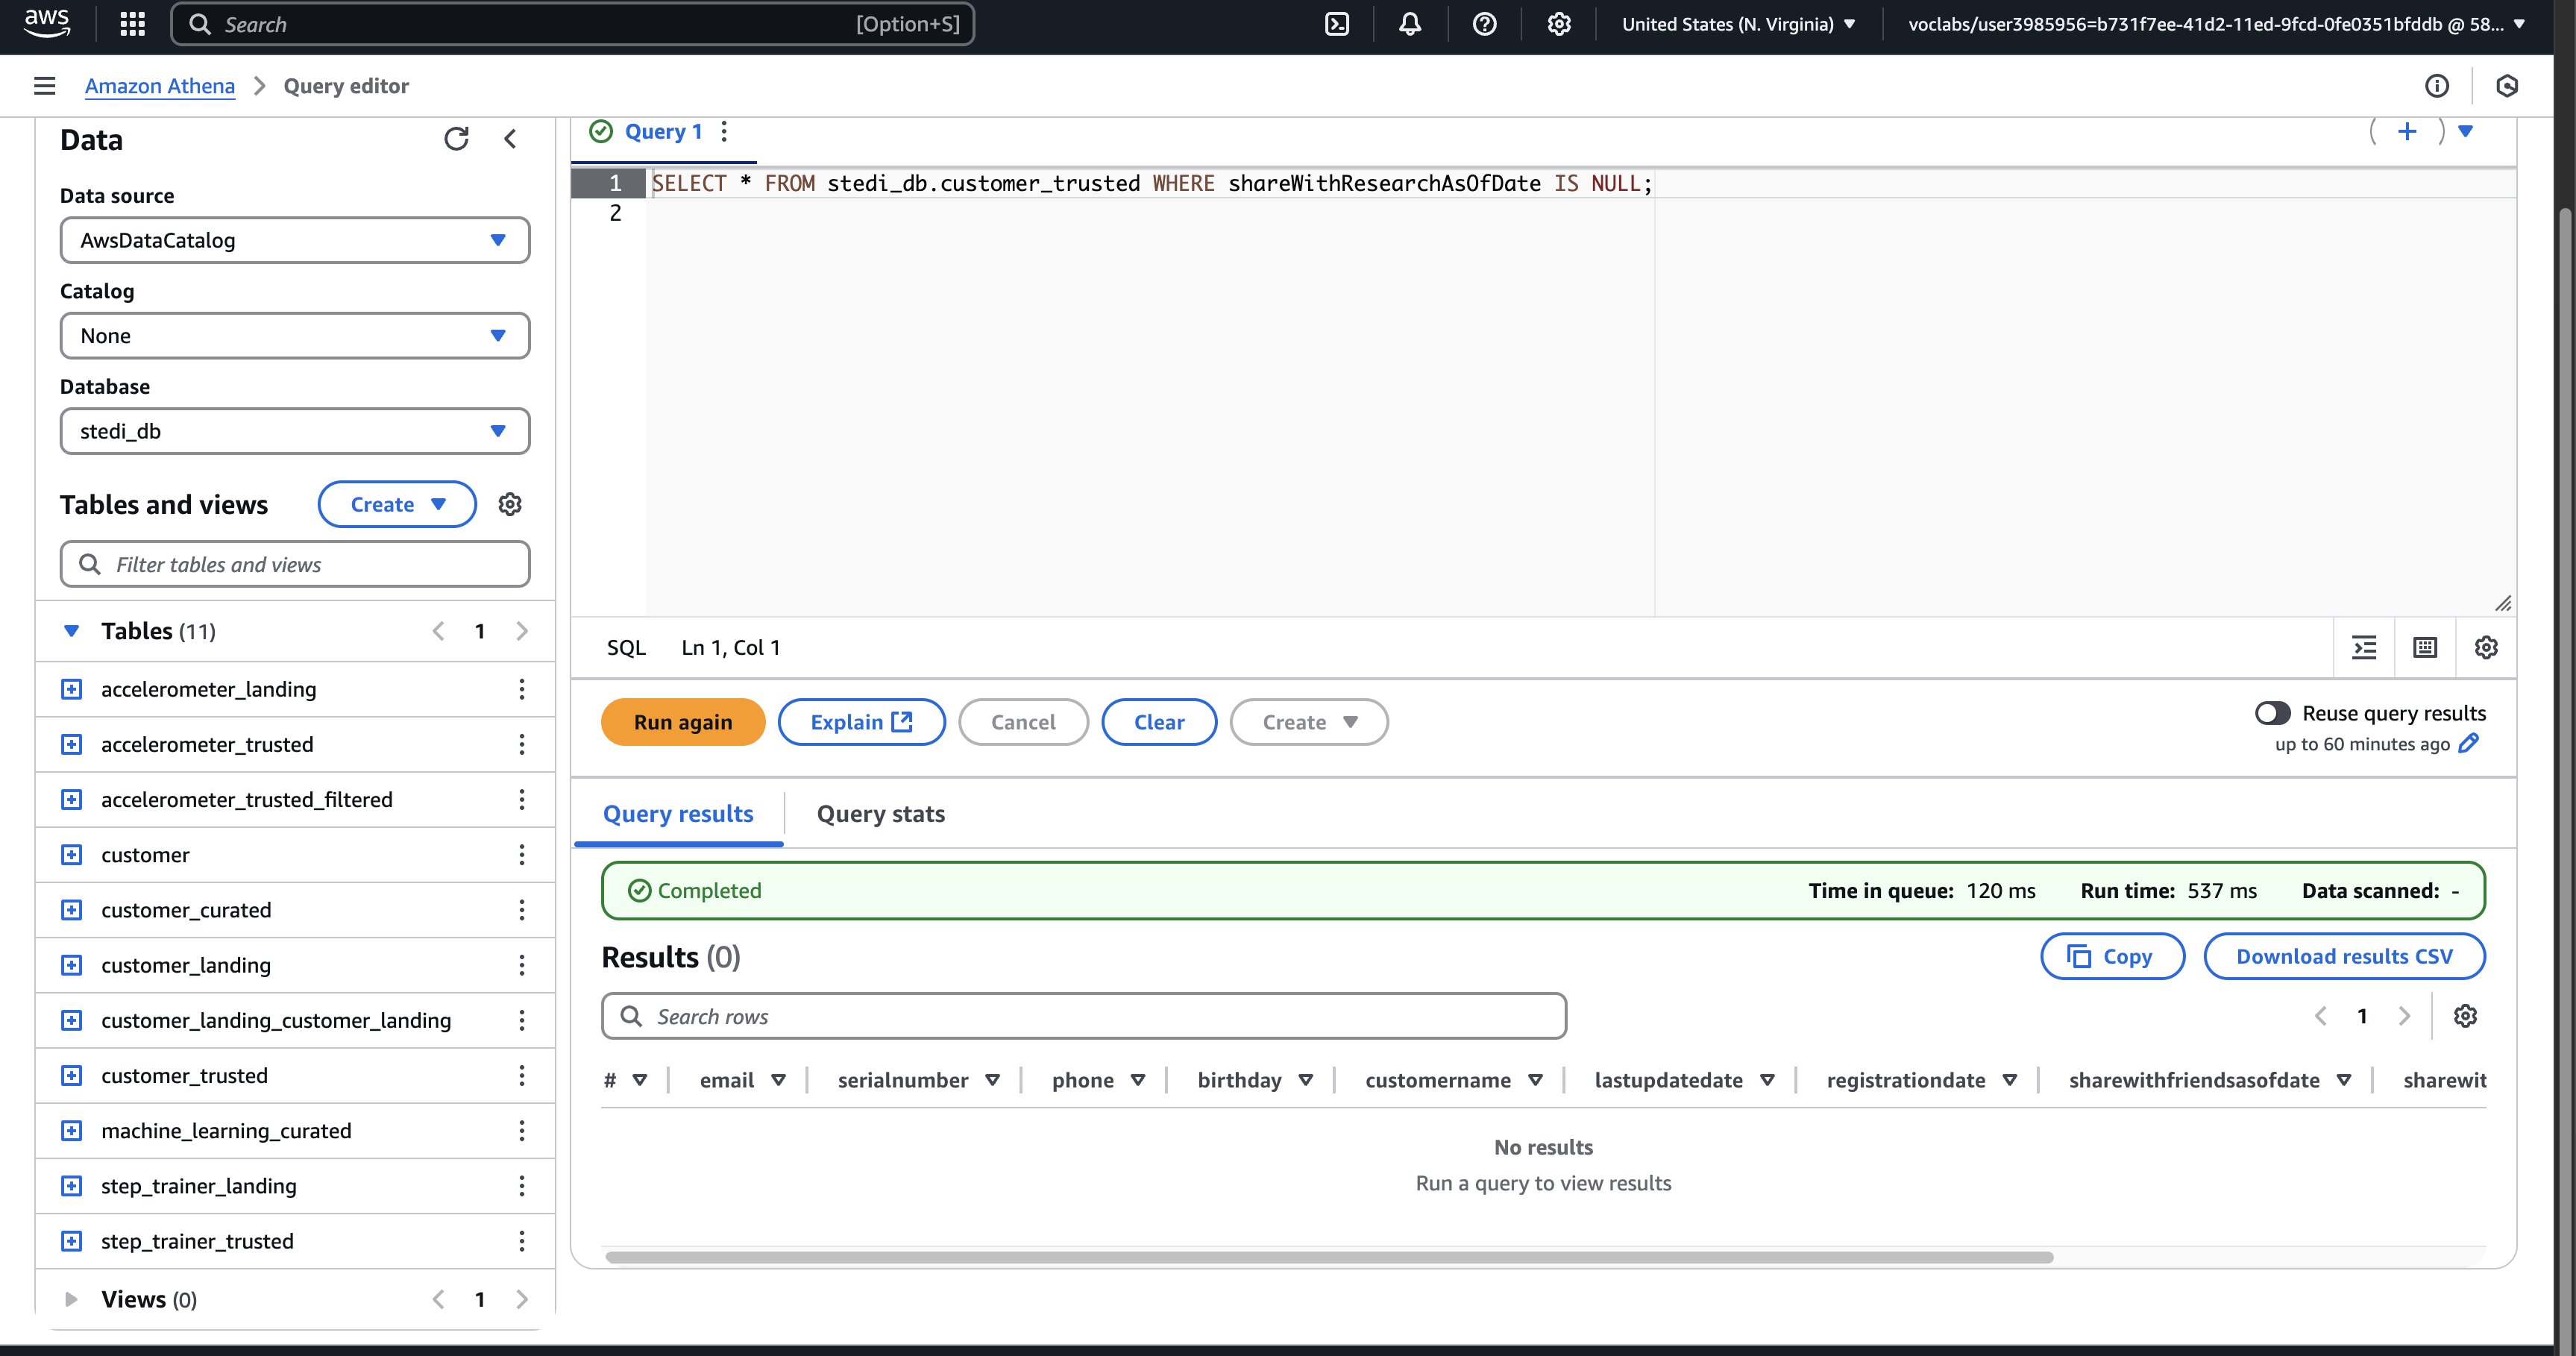 aws
Search
[Option+S]
United States (N. Virginia)
voclabs/user3985956=b731f7ee-41d2-11ed-9fcd-0fe0351bfddb @ 58...
Amazon Athena
Query editor
Data
Data source
AwsDataCatalog
Catalog
None
Database
stedi_db
Tables and views
Create
Filter tables and views
Tables (11)
1
accelerometer_landing
accelerometer_trusted
accelerometer_trusted_filtered
customer
customer_curated
customer_landing
customer_landing_customer_landing
customer_trusted
machine_learning_curated
step_trainer_landing
step_trainer_trusted
Views (0)
1
Query 1
1 SELECT * FROM stedi_db.customer_trusted WHERE shareWithResearchAsOfDate IS NULL;
2
SQL
Ln 1, Col 1
Run again
Explain
Cancel
Clear
Create
Reuse query results
up to 60 minutes ago
Query results
Query stats
Completed
Time in queue: 120 ms
Run time: 537 ms
Data scanned: -
Results (0)
Copy
Download results CSV
Search rows
1
# email serialnumber phone birthday customername lastupdatedate registrationdate sharewithfriendsasofdate sharewit
No results
Run a query to view results